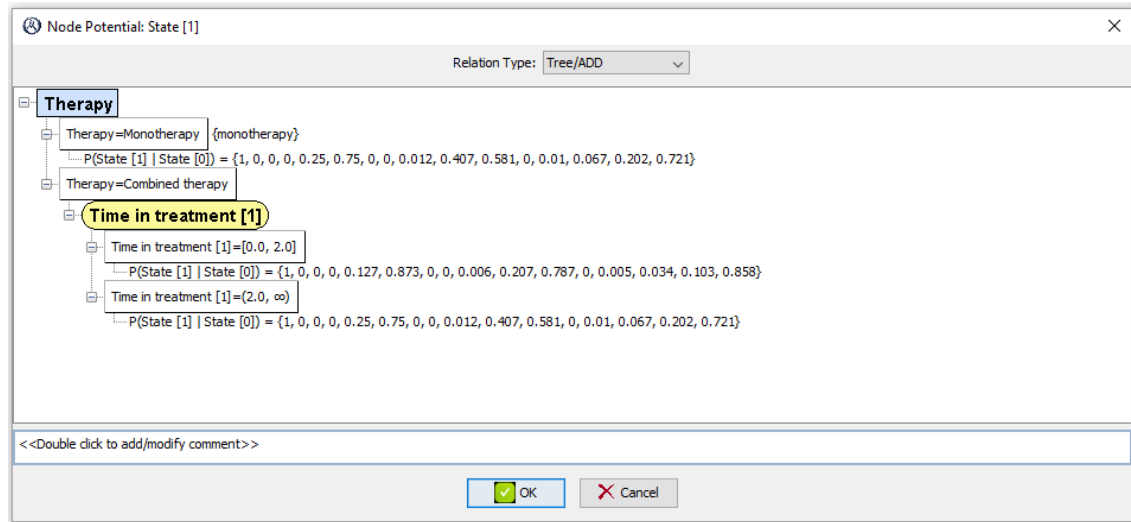 Node Potential: State [1]
Relation Type: Tree/ADD
Therapy
Therapy=Monotherapy {monotherapy}
P(State [1] | State [0]) = {1, 0, 0, 0, 0.25, 0.75, 0, 0, 0.012, 0.407, 0.581, 0, 0.01, 0.067, 0.202, 0.721}
Therapy=Combined therapy
Time in treatment [1]
Time in treatment [1]=[0.0, 2.0]
P(State [1] | State [0]) = {1, 0, 0, 0, 0.127, 0.873, 0, 0, 0.006, 0.207, 0.787, 0, 0.005, 0.034, 0.103, 0.858}
Time in treatment [1]=(2.0, ∞)
P(State [1] | State [0]) = {1, 0, 0, 0, 0.25, 0.75, 0, 0, 0.012, 0.407, 0.581, 0, 0.01, 0.067, 0.202, 0.721}
<<Double click to add/modify comment>>
OK Cancel